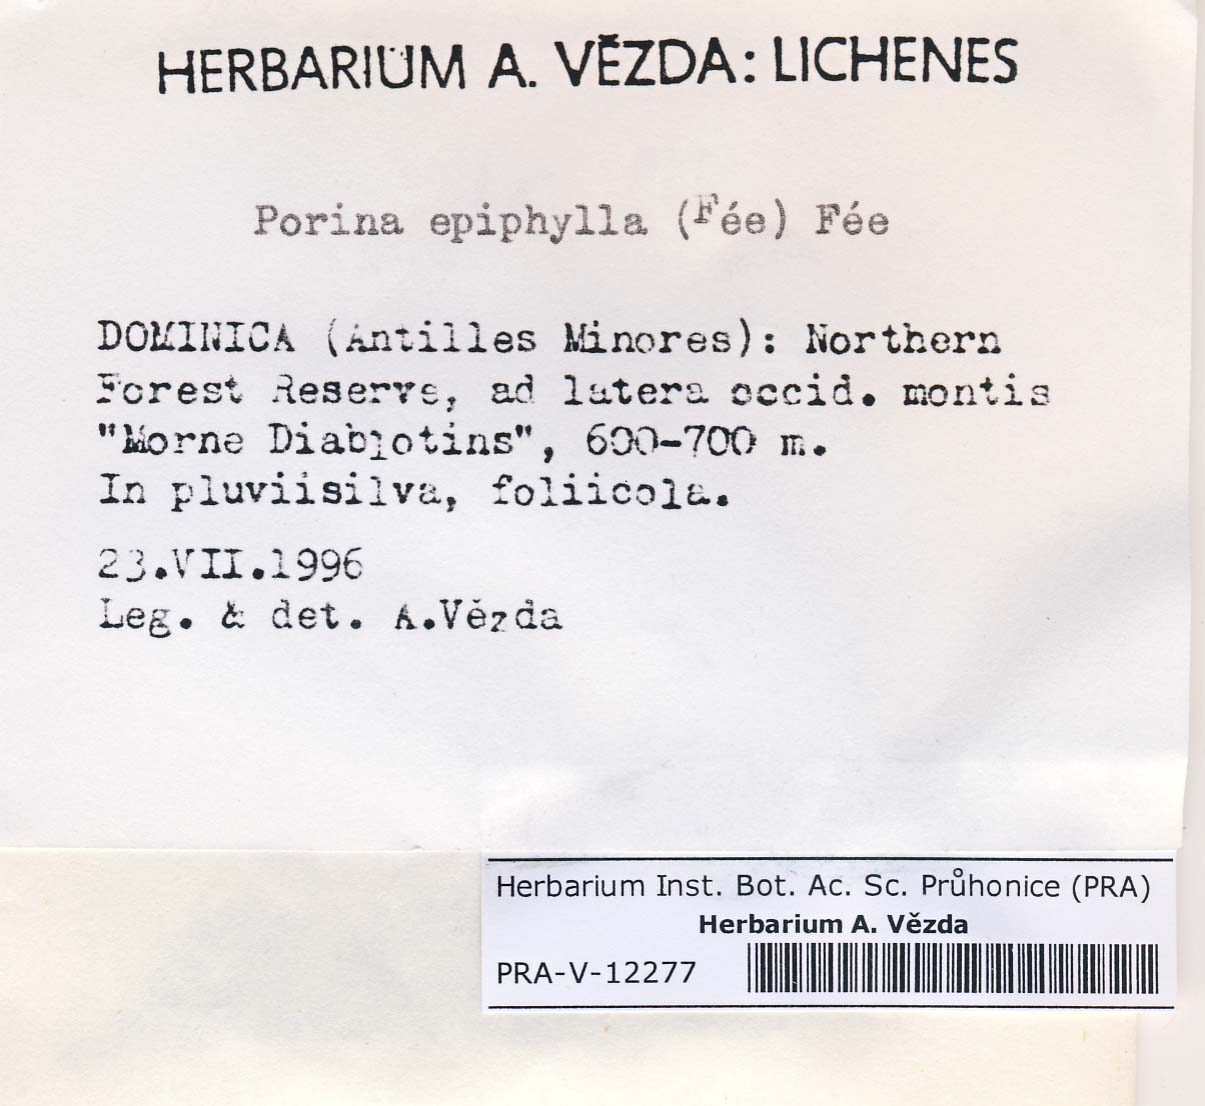 HERBARIUM A. VĚZDA: LICHENES
Porina epiphylla (Fée) Fée
DOMINICA (Antilles Minores): Northern
Forest Reserve, ad latera occid. montis
"Morne Diablotins", 600-700 m.
In pluviisilva, foliicola.
23.VII.1996
Leg. & det. A.Vězda
Herbarium Inst. Bot. Ac. Sc. Průhonice (PRA)
Herbarium A. Vězda
PRA-V-12277